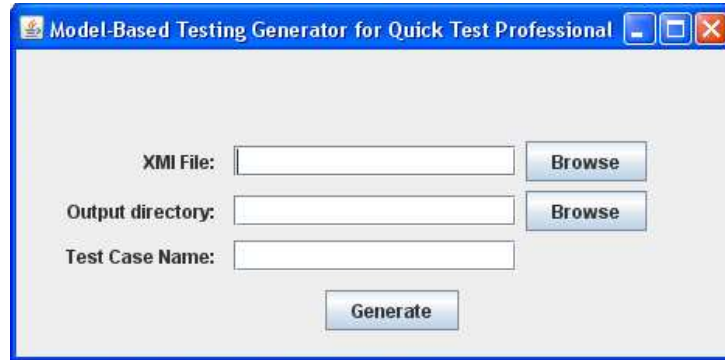 Model-Based Testing Generator for Quick Test Professional
XMI File: Browse
Output directory: Browse
Test Case Name:
Generate